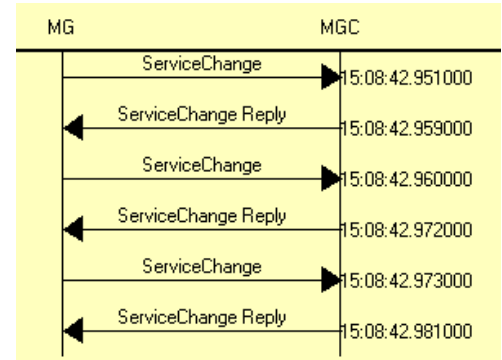 MG MGC
ServiceChange
15:08:42.951000
ServiceChange Reply
15:08:42.959000
ServiceChange
15:08:42.960000
ServiceChange Reply
15:08:42.972000
ServiceChange
15:08:42.973000
ServiceChange Reply
15:08:42.981000